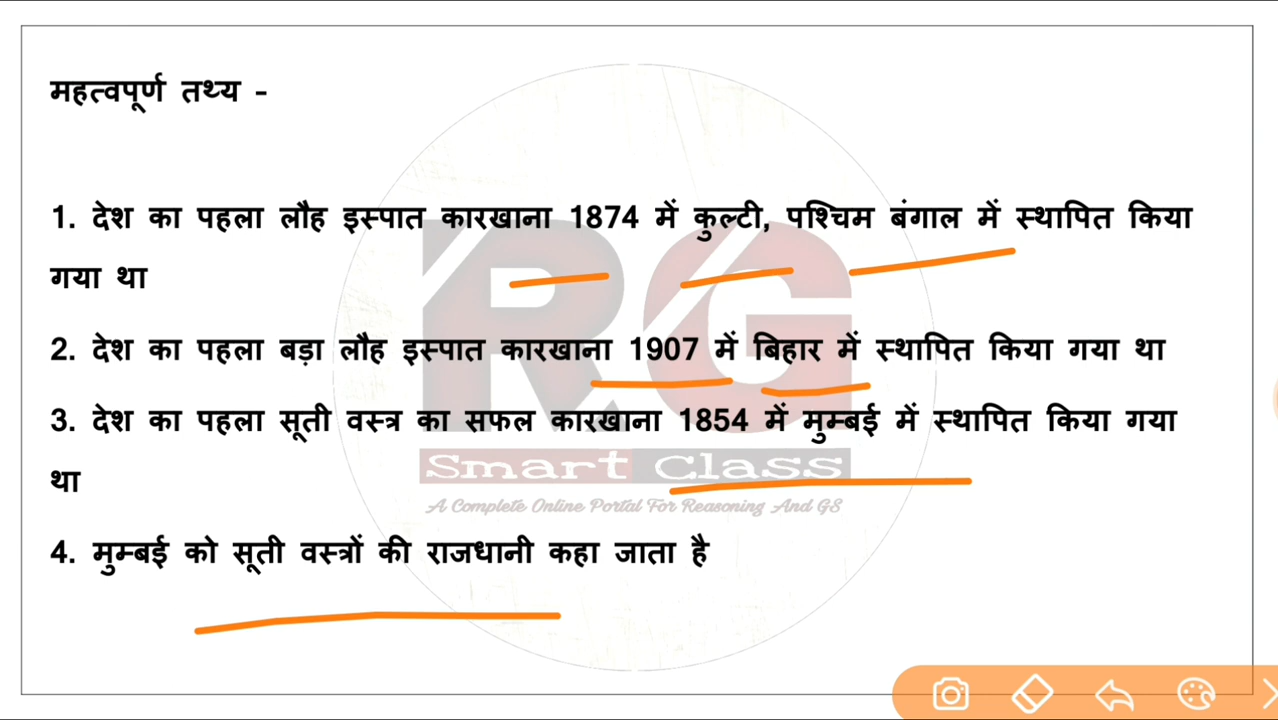 महत्वपूर्ण तथ्य -
1. देश का पहला लौह इस्पात कारखाना 1874 में कुल्टी, पश्चिम बंगाल में स्थापित किया
गया था
2. देश का पहला बड़ा लौह इस्पात कारखाना 1907 में बिहार में स्थापित किया गया था
3. देश का पहला सूती वस्त्र का सफल कारखाना 1854 में मुम्बई में स्थापित किया गया
था
RG
Smart Class
A Complete Online Portal For Reasoning And GS
4. मुम्बई को सूती वस्त्रों की राजधानी कहा जाता है